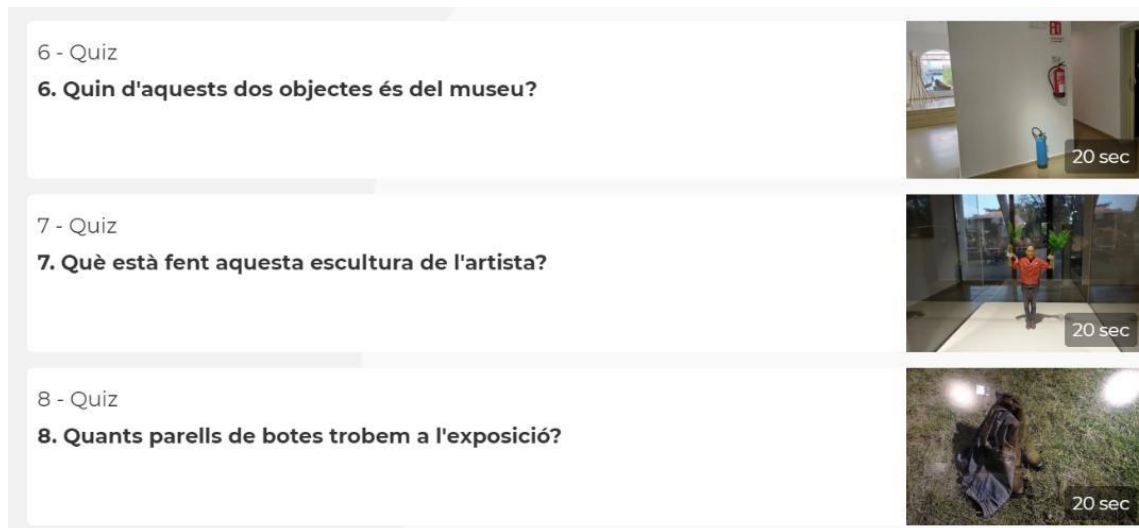 6 - Quiz
6. Quin d'aquests dos objectes és del museu?
20 sec
7 - Quiz
7. Què està fent aquesta escultura de l'artista?
20 sec
8 - Quiz
8. Quants parells de botes trobem a l'exposició?
20 sec